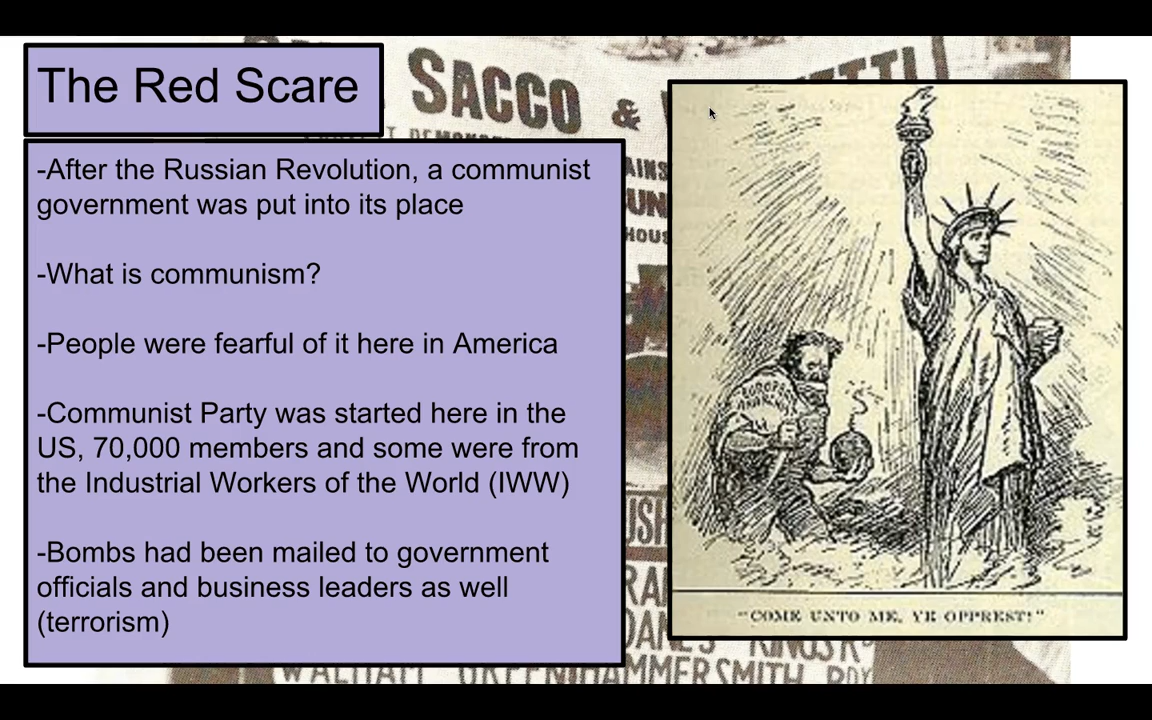 The Red Scare
SACCO &
-After the Russian Revolution, a communist
government was put into its place
-What is communism?
-People were fearful of it here in America
-Communist Party was started here in the
US, 70,000 members and some were from
the Industrial Workers of the World (IWW)
-Bombs had been mailed to government
officials and business leaders as well
(terrorism)
"COME UNTO ME, YE OPPREST!"